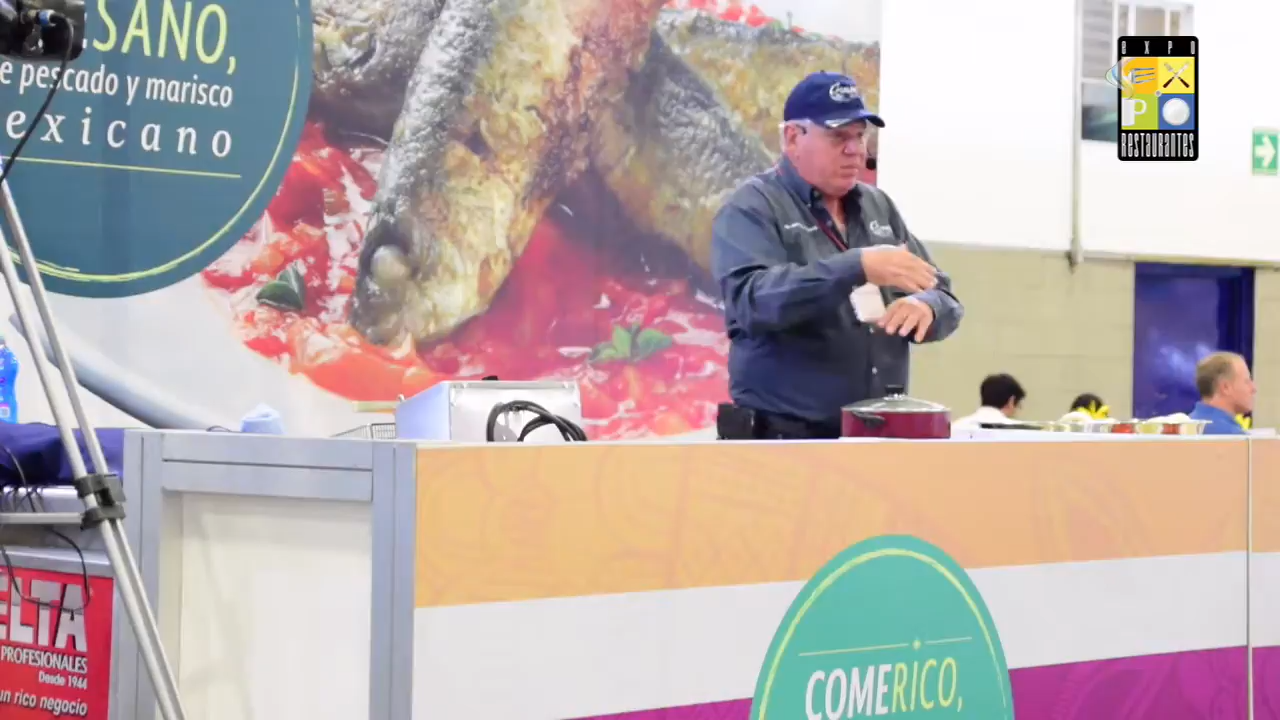 SANO,
e pescado y marisco
exicano
EXPO
P
RESTAURANTES
ELTA
PROFESIONALES
Desde 1944
un rico negocio
COMERICO,